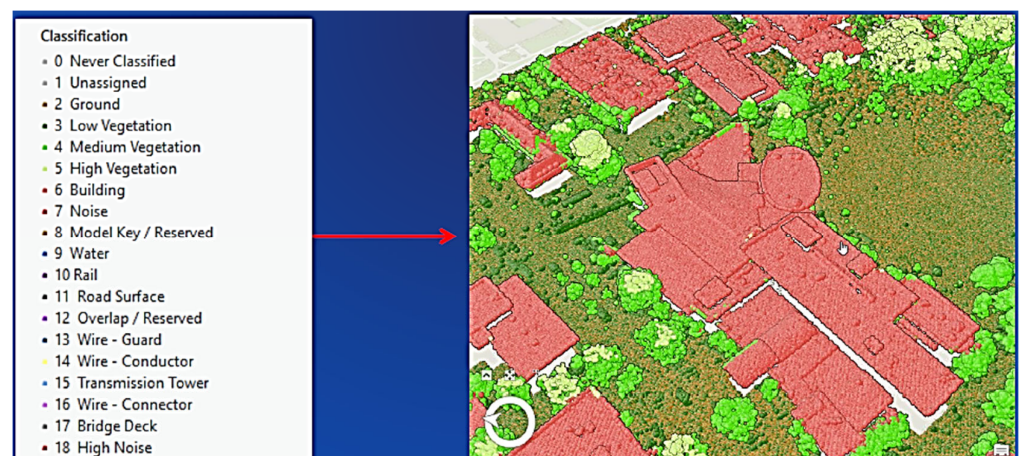 Classification
0 Never Classified
1 Unassigned
2 Ground
3 Low Vegetation
4 Medium Vegetation
5 High Vegetation
6 Building
7 Noise
8 Model Key / Reserved
9 Water
10 Rail
11 Road Surface
12 Overlap / Reserved
13 Wire - Guard
14 Wire - Conductor
15 Transmission Tower
16 Wire - Connector
17 Bridge Deck
18 High Noise